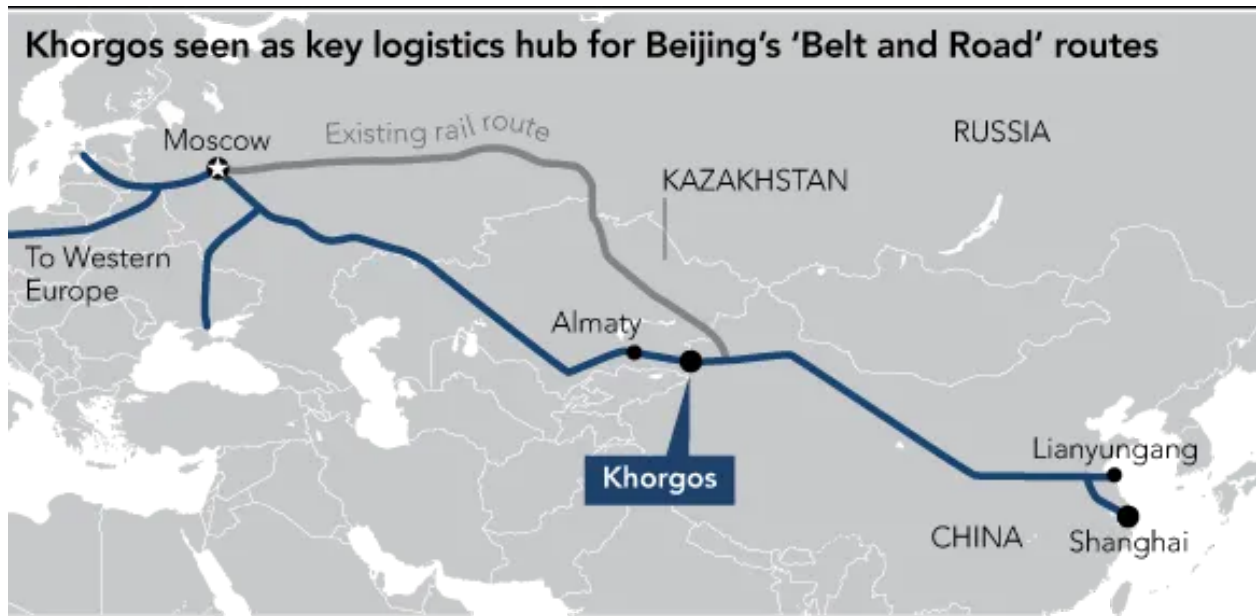 Khorgos seen as key logistics hub for Beijing's 'Belt and Road' routes
Moscow
Existing rail route
RUSSIA
KAZAKHSTAN
To Western
Europe
Almaty
Khorgos
Lianyungang
CHINA
Shanghai